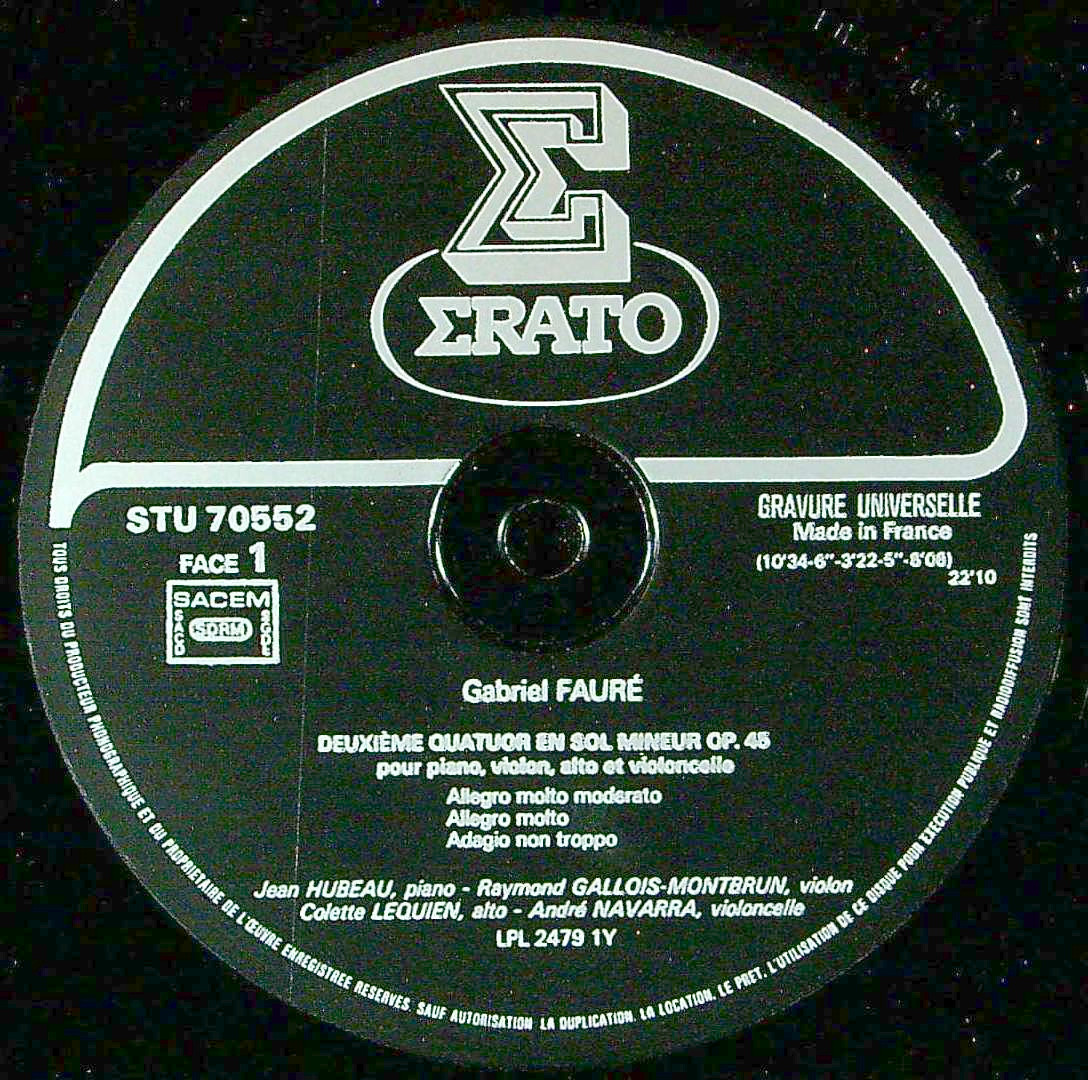 Σ
ΣRATO
STU 70552
FACE 1
SACEM
SACD
SDRM
SGDL
GRAVURE UNIVERSELLE
Made in France
(10'34-6"-3'22-5"-8'08)
22'10
Gabriel FAURÉ
DEUXIÈME QUATUOR EN SOL MINEUR OP. 45
pour piano, violon, alto et violoncelle
Allegro molto moderato
Allegro molto
Adagio non troppo
Jean HUBEAU, piano - Raymond GALLOIS-MONTBRUN, violon
Colette LEQUIEN, alto - André NAVARRA, violoncelle
LPL 2479 1Y
TOUS DROITS DU PRODUCTEUR PHONOGRAPHIQUE ET DU PROPRIETAIRE DE L'ŒUVRE ENREGISTREE RESERVES. SAUF AUTORISATION LA DUPLICATION, LA LOCATION, LE PRET, L'UTILISATION DE CE DISQUE POUR EXECUTION PUBLIQUE ET RADIODIFFUSION SONT INTERDITS